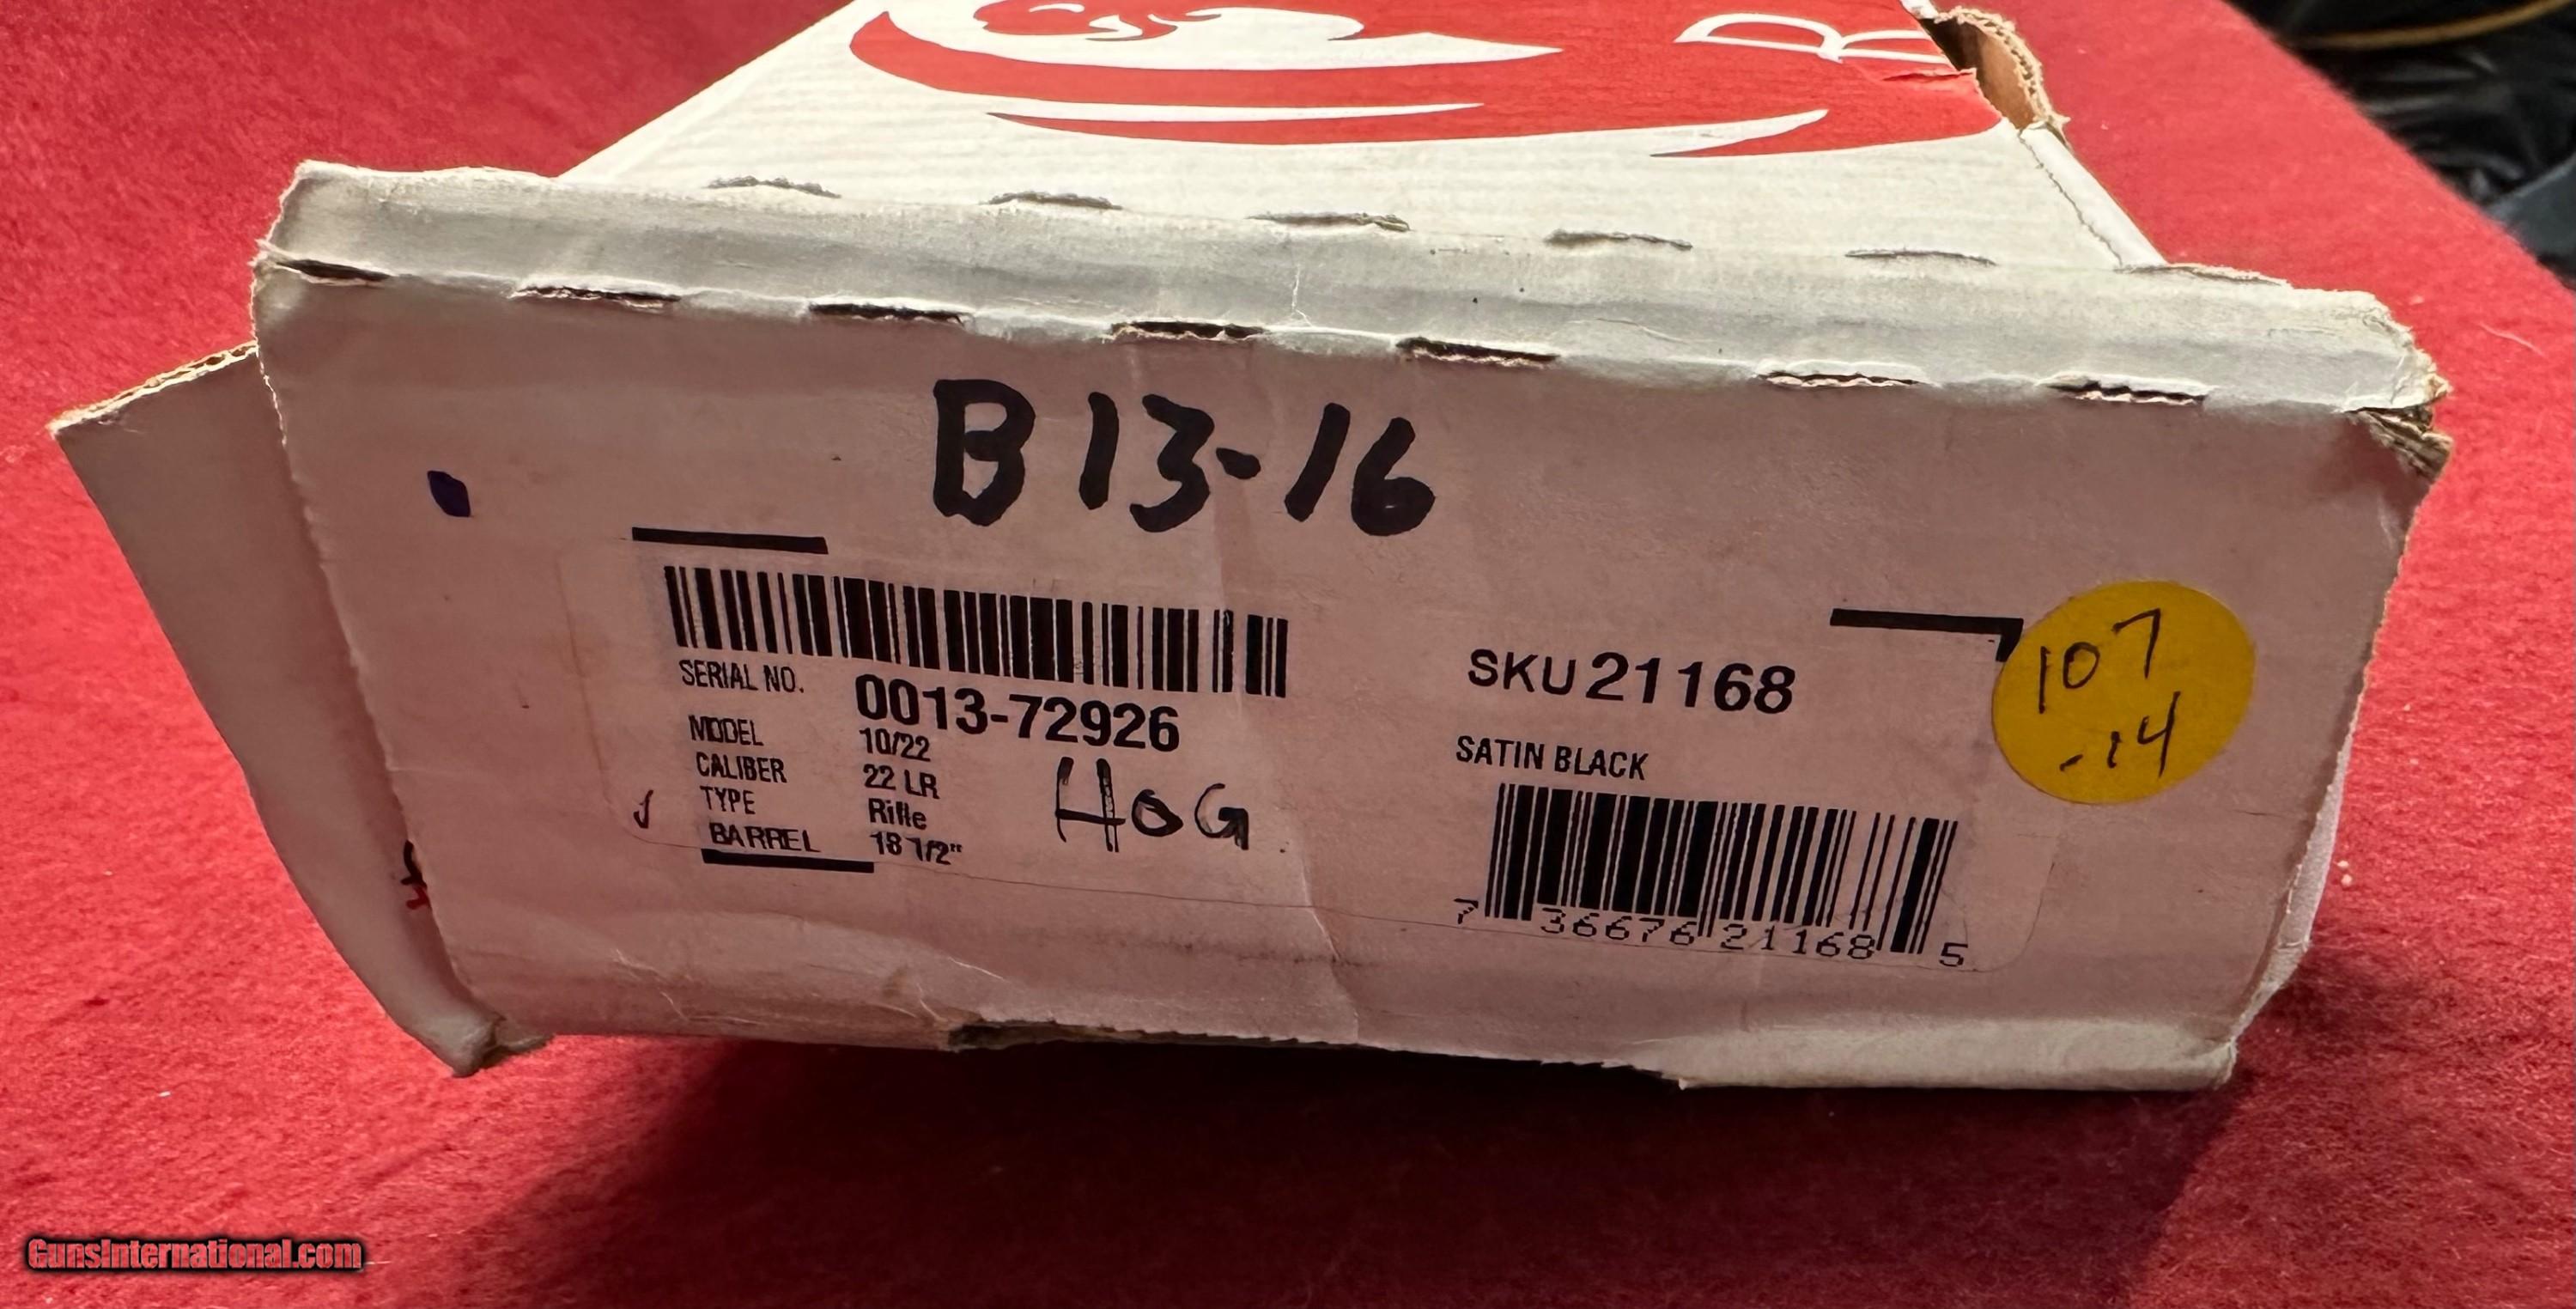 R
B 13-16
SERIAL NO. 0013-72926
MODEL 10/22
CALIBER 22 LR
TYPE Rifle
BARREL 18 1/2"
HOG
SKU 21168
SATIN BLACK
7 36676 21168 5
107
-14
GunsInternational.com